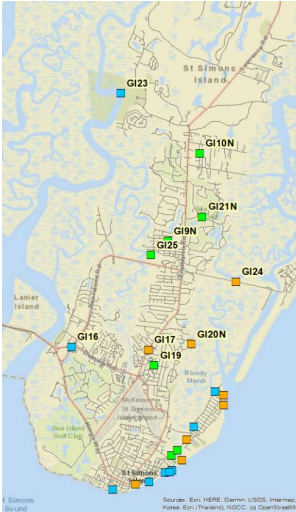 GI23
St Simons
Island
GI10N
GI21N
GI9N
GI25
GI24
Lanier
Island
GI16
GI17
GI20N
GI19
Bloody
Marsh
McKinnon
St Simons
Island Airport
Sea Island
Golf Club
St Simons
Island
t Simons
Sound
Sources: Esri, HERE, Garmin, USGS, Intermap,
Korea, Esri (Thailand), NGCC, (c) OpenStreetM